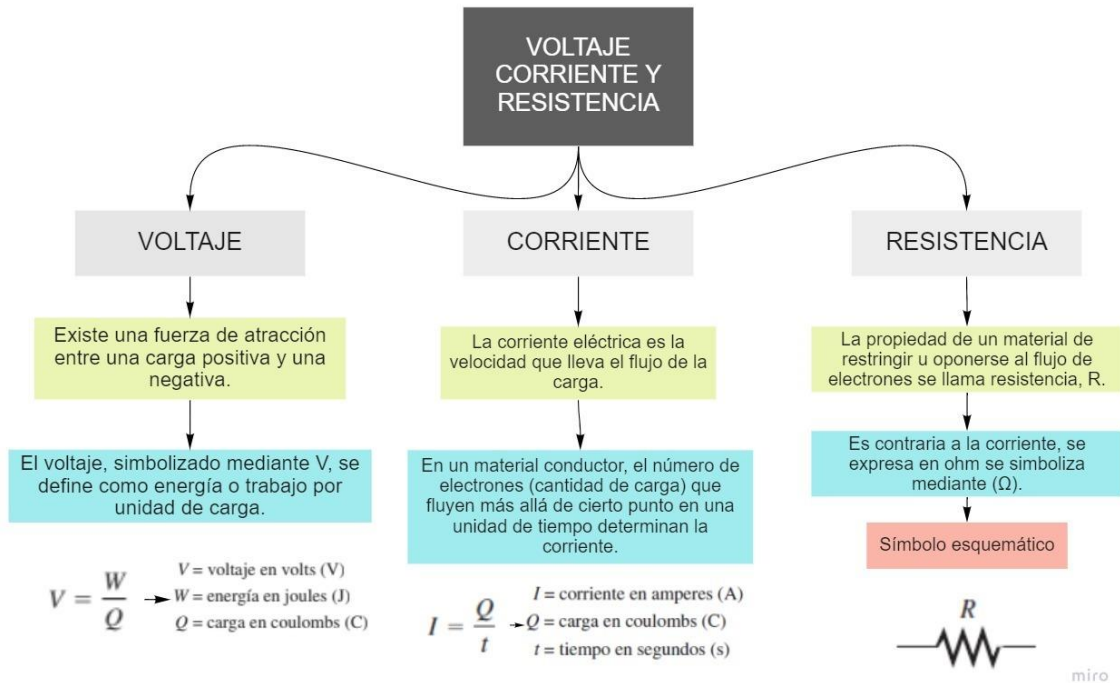 VOLTAJE
CORRIENTE Y
RESISTENCIA
VOLTAJE
Existe una fuerza de atracción
entre una carga positiva y una
negativa.
El voltaje, simbolizado mediante V, se
define como energía o trabajo por
unidad de carga.
V = W/Q
V = voltaje en volts (V)
W = energía en joules (J)
Q = carga en coulombs (C)
CORRIENTE
La corriente eléctrica es la
velocidad que lleva el flujo de la
carga.
En un material conductor, el número de
electrones (cantidad de carga) que
fluyen más allá de cierto punto en una
unidad de tiempo determinan la
corriente.
I = Q/t
I = corriente en amperes (A)
Q = carga en coulombs (C)
t = tiempo en segundos (s)
RESISTENCIA
La propiedad de un material de
restringir u oponerse al flujo de
electrones se llama resistencia, R.
Es contraria a la corriente, se
expresa en ohm se simboliza
mediante (Ω).
Símbolo esquemático
R
miro